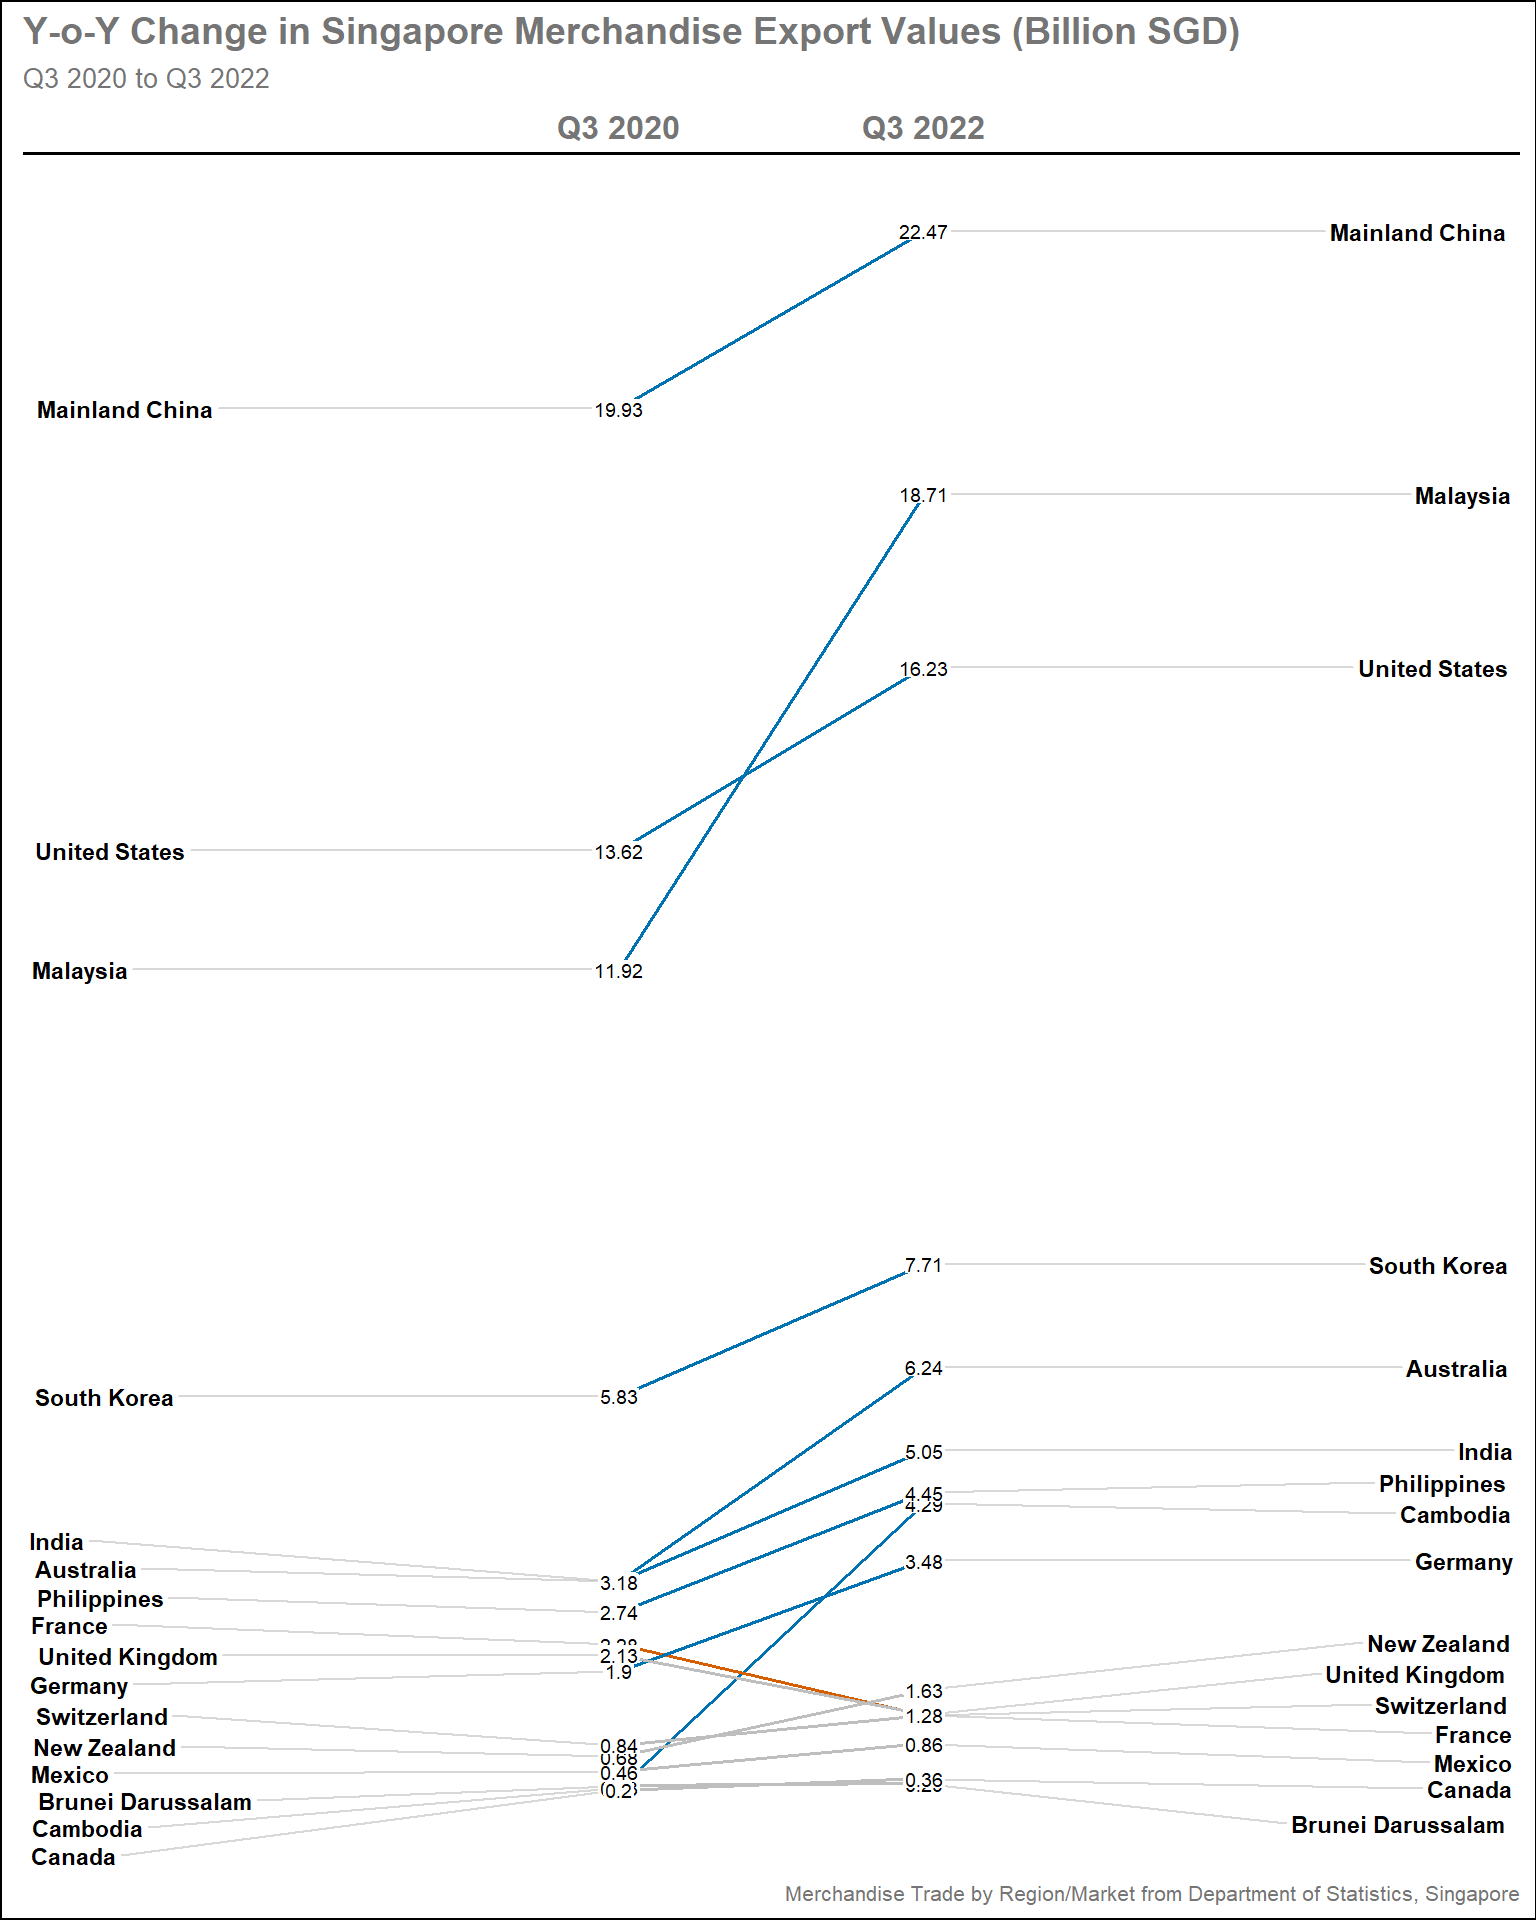 Y-o-Y Change in Singapore Merchandise Export Values (Billion SGD)
Q3 2020 to Q3 2022
Q3 2020 Q3 2022
22.47 Mainland China
Mainland China 19.93
18.71 Malaysia
16.23 United States
United States 13.62
Malaysia 11.92
7.71 South Korea
6.24 Australia
South Korea 5.83
5.05 India
4.45 Philippines
4.29 Cambodia
India
3.48 Germany
Australia 3.18
Philippines 2.74
France
New Zealand
United Kingdom 2.13
1.9
United Kingdom
Germany
1.63
Switzerland
Switzerland 1.28
France
0.84
New Zealand 0.68
0.86
Mexico
Mexico 0.46
0.36 Canada
Brunei Darussalam 0.2
Brunei Darussalam
Cambodia
Canada
Merchandise Trade by Region/Market from Department of Statistics, Singapore